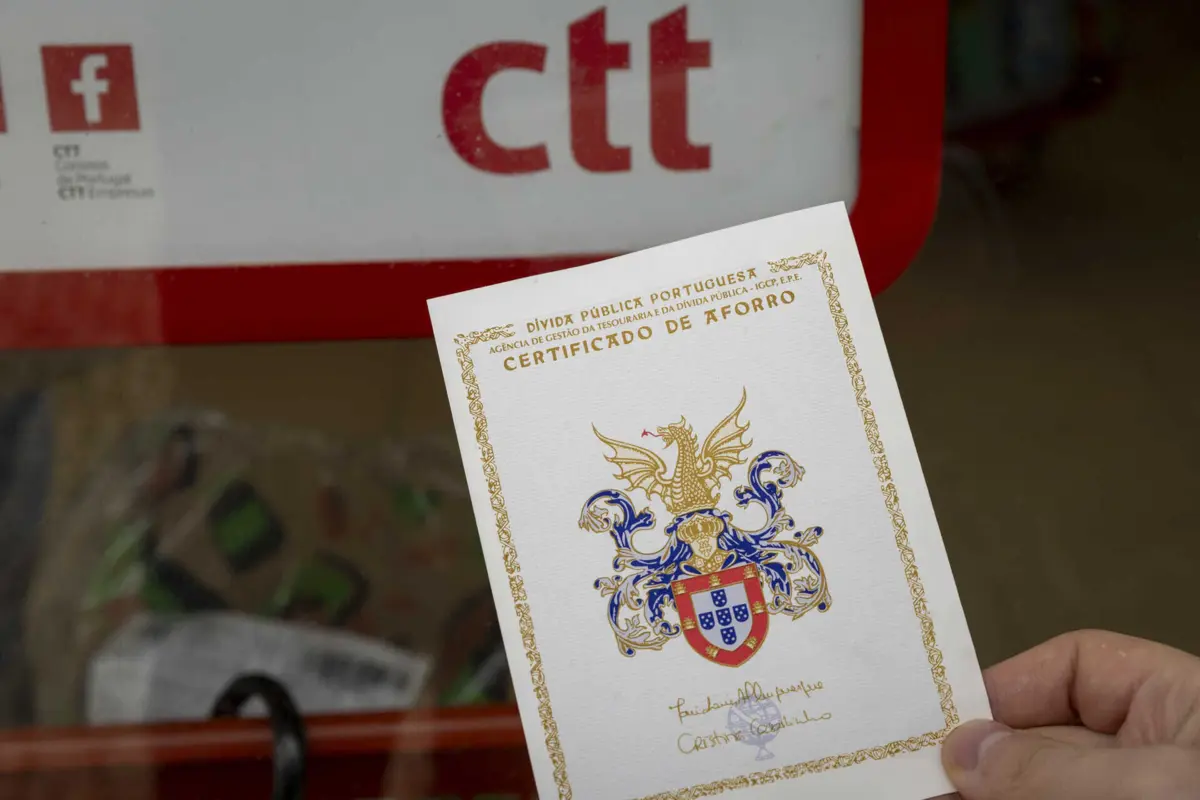 ctt
f
CTT
Correios
de Portugal
CTT Empresas
DÍVIDA PÚBLICA PORTUGUESA
AGÊNCIA DE GESTÃO DA TESOURARIA E DA DÍVIDA PÚBLICA - IGCP, E.P.E.
CERTIFICADO DE AFORRO